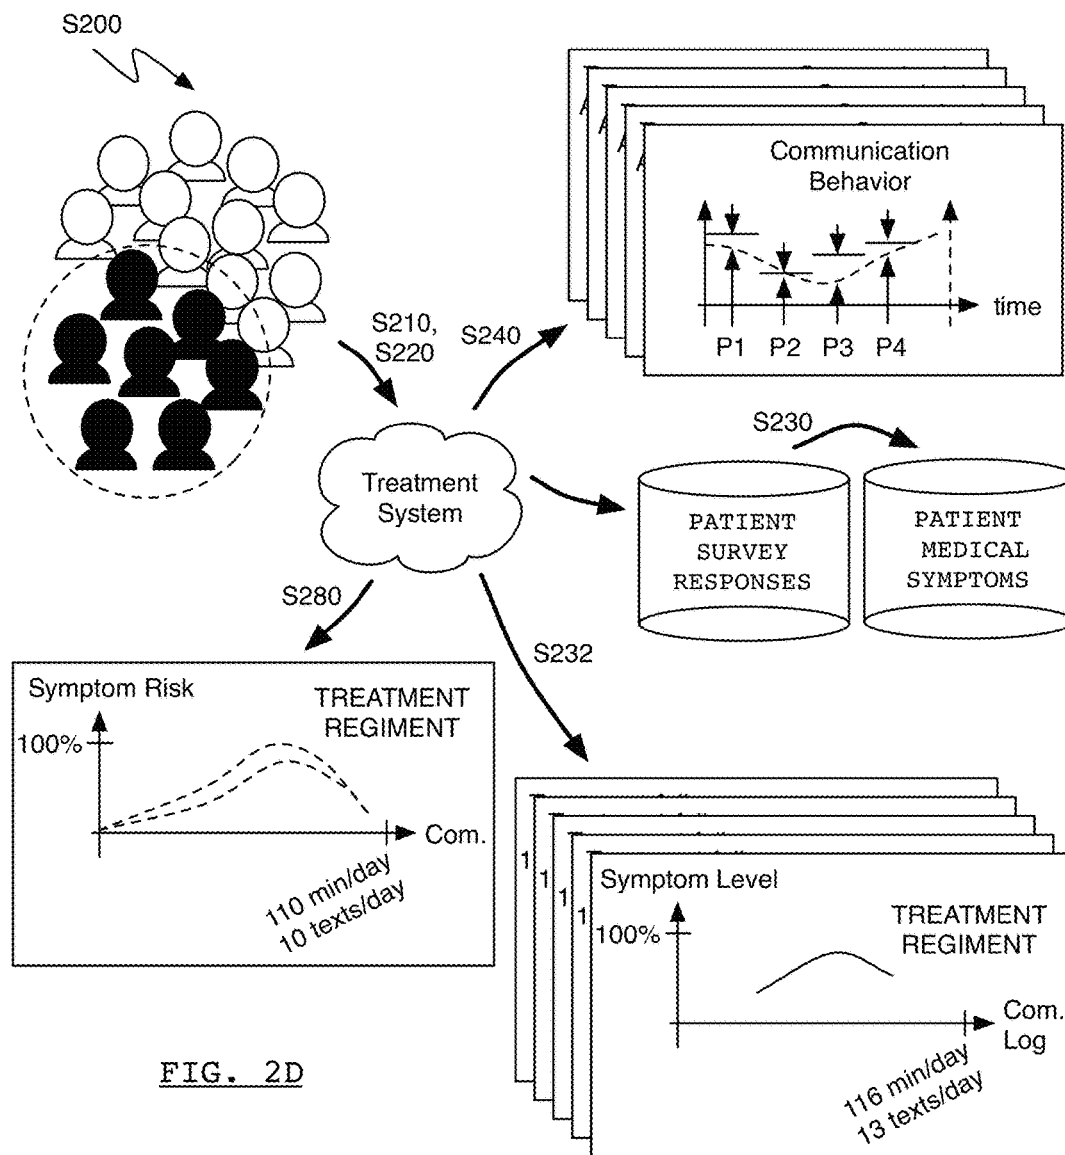 S200
Communication
Behavior
time
P1 P2 P3 P4
S210,
S220
S240
S230
Treatment
System
PATIENT
SURVEY
RESPONSES
PATIENT
MEDICAL
SYMPTOMS
S280
S232
Symptom Risk
TREATMENT
REGIMENT
100%
Com.
110 min/day
10 texts/day
Symptom Level
TREATMENT
REGIMENT
100%
Com.
Log
116 min/day
13 texts/day
FIG. 2D